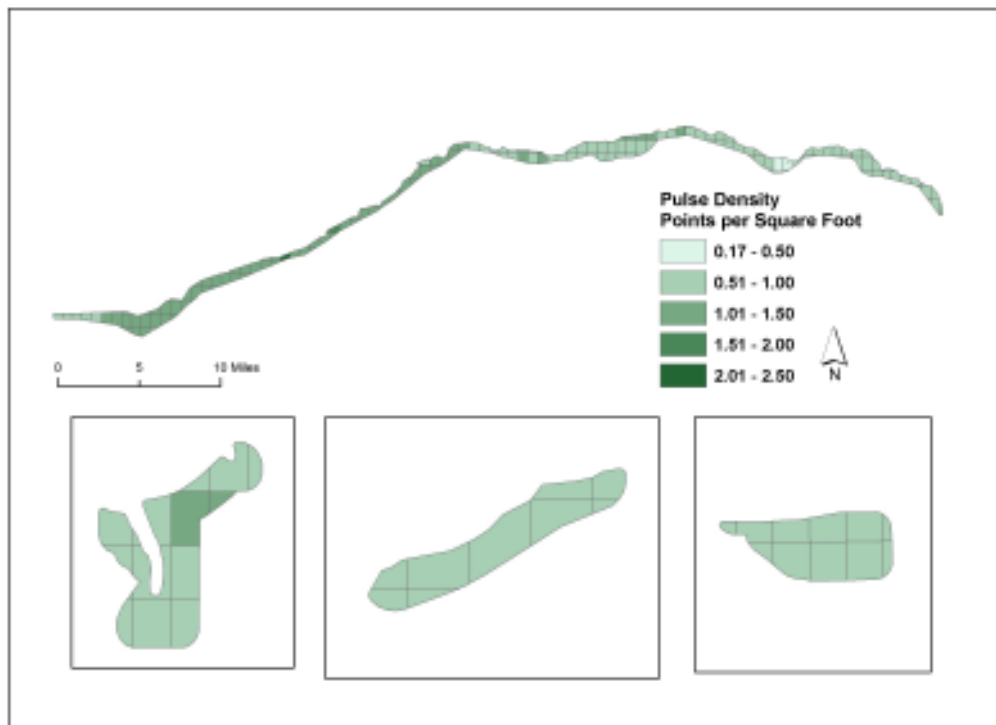 Pulse Density
Points per Square Foot
0.17 - 0.50
0.51 - 1.00
1.01 - 1.50
1.51 - 2.00
2.01 - 2.50
N
0 5 10 Miles